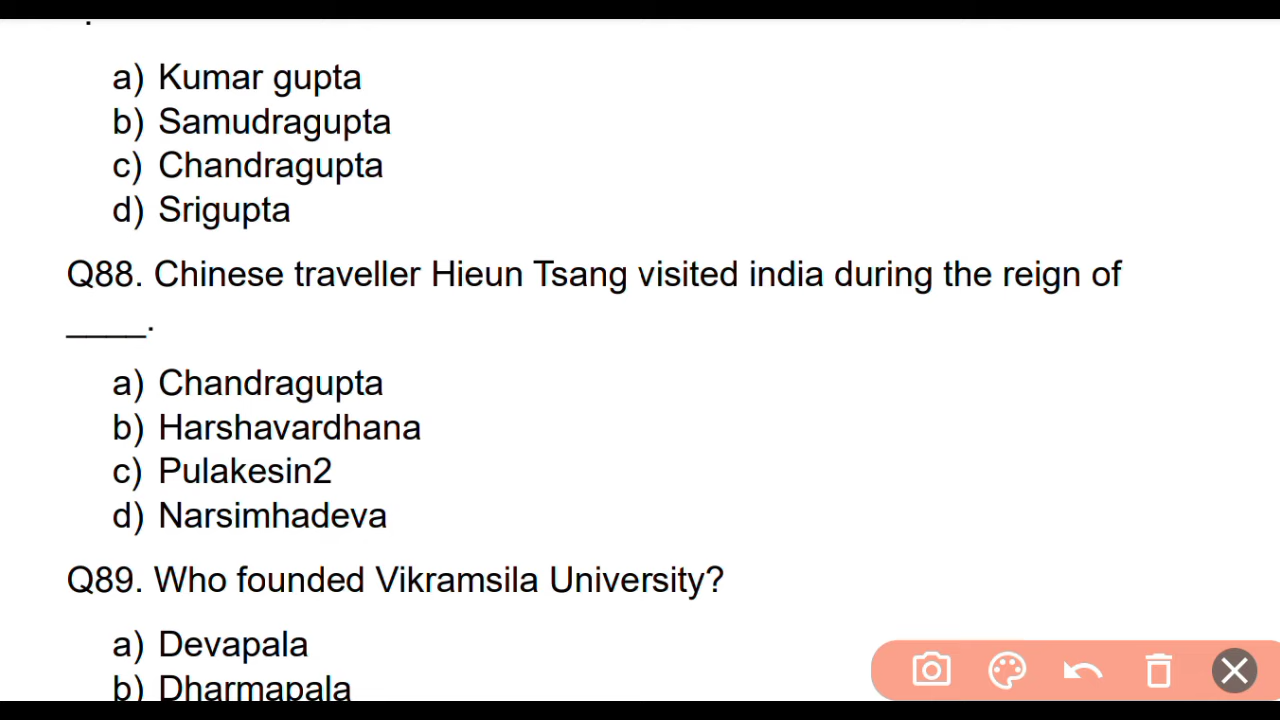 a) Kumar gupta
b) Samudragupta
c) Chandragupta
d) Srigupta
Q88. Chinese traveller Hieun Tsang visited india during the reign of
____.
a) Chandragupta
b) Harshavardhana
c) Pulakesin2
d) Narsimhadeva
Q89. Who founded Vikramsila University?
a) Devapala
b) Dharmapala